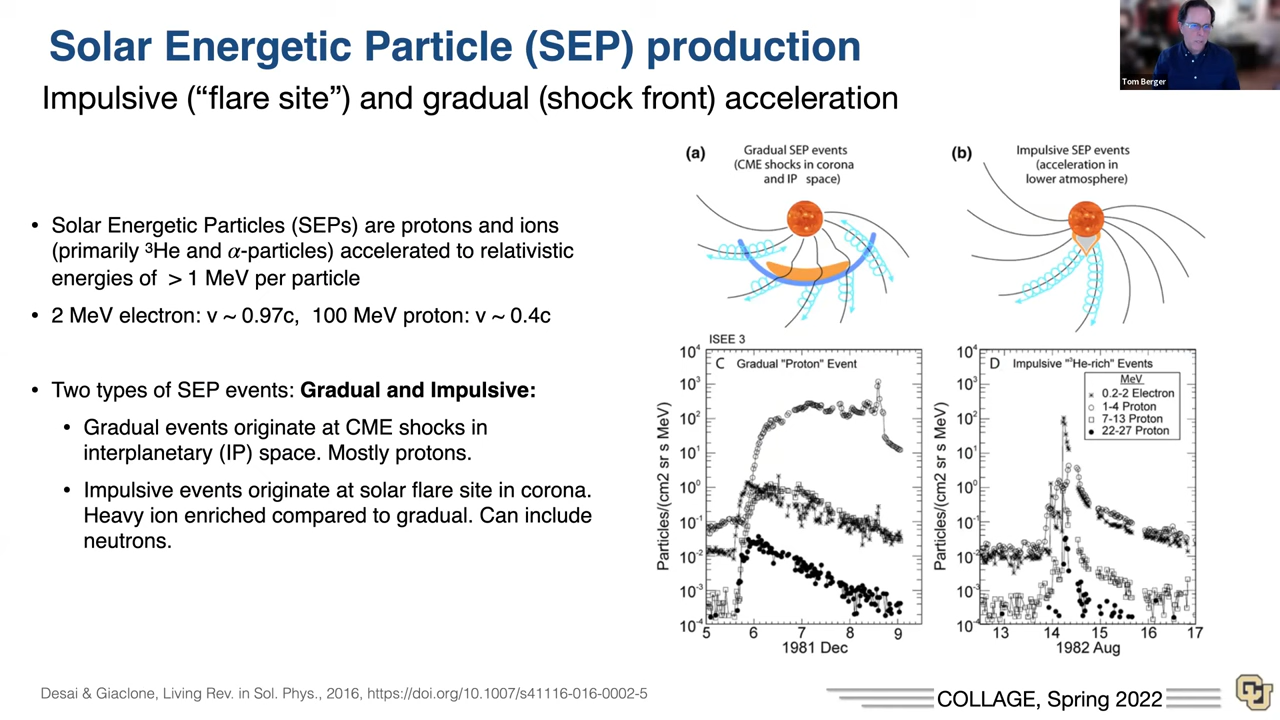 Solar Energetic Particle (SEP) production
Impulsive (“flare site”) and gradual (shock front) acceleration
Tom Berger
• Solar Energetic Particles (SEPs) are protons and ions
(primarily ³He and α-particles) accelerated to relativistic
energies of > 1 MeV per particle
• 2 MeV electron: v ~ 0.97c, 100 MeV proton: v ~ 0.4c
• Two types of SEP events: Gradual and Impulsive:
• Gradual events originate at CME shocks in
interplanetary (IP) space. Mostly protons.
• Impulsive events originate at solar flare site in corona.
Heavy ion enriched compared to gradual. Can include
neutrons.
(a)
Gradual SEP events
(CME shocks in corona
and IP space)
(b)
Impulsive SEP events
(acceleration in
lower atmosphere)
ISEE 3
C Gradual "Proton" Event
Particles/(cm2 sr s MeV)
10⁴
10³
10²
10¹
10⁰
10⁻¹
10⁻²
10⁻³
10⁻⁴
5 6 7 8 9
1981 Dec
D Impulsive "³He-rich" Events
MeV
0.2-2 Electron
1-4 Proton
7-13 Proton
22-27 Proton
Particles/(cm2 sr s MeV)
10⁴
10³
10²
10¹
10⁰
10⁻¹
10⁻²
10⁻³
10⁻⁴
13 14 15 16 17
1982 Aug
Desai & Giaclone, Living Rev. in Sol. Phys., 2016, https://doi.org/10.1007/s41116-016-0002-5
COLLAGE, Spring 2022
CU